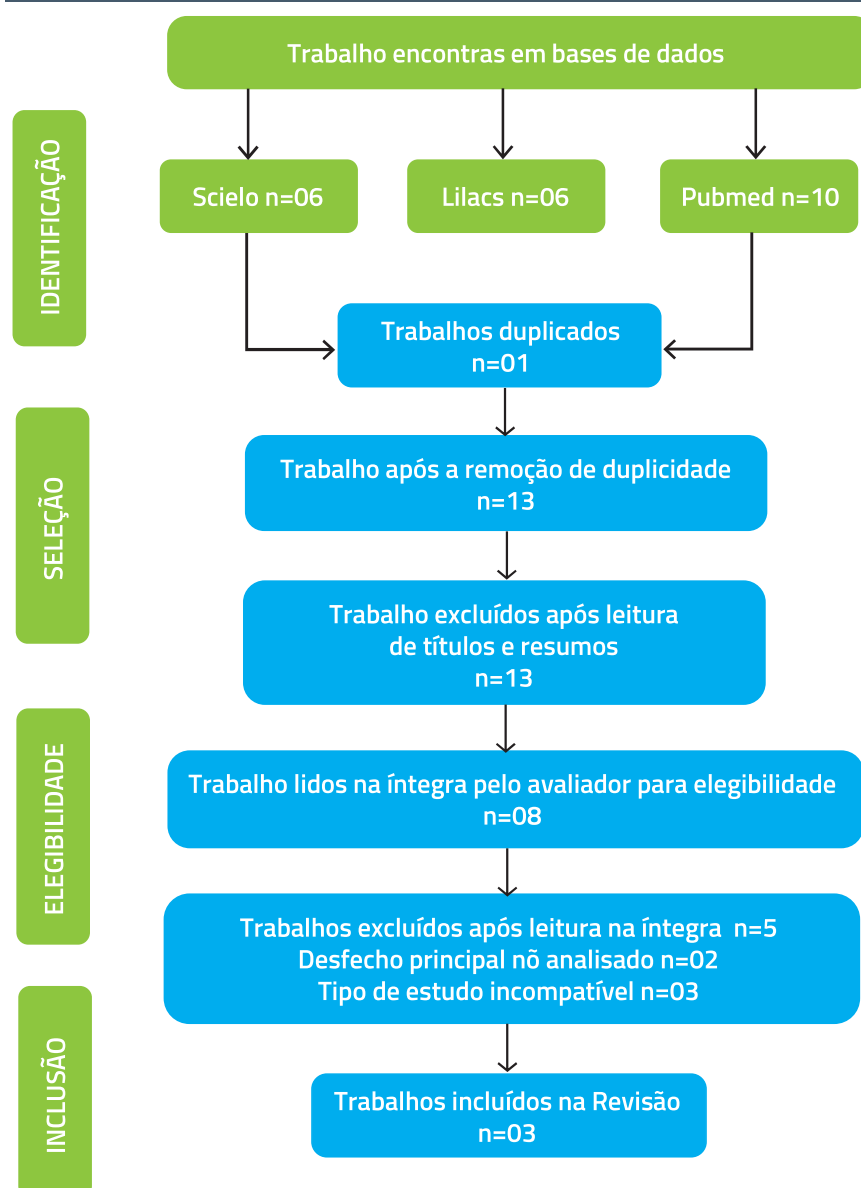 Trabalho encontras em bases de dados
IDENTIFICAÇÃO
Scielo n=06
Lilacs n=06
Pubmed n=10
Trabalhos duplicados
n=01
SELEÇÃO
Trabalho após a remoção de duplicidade
n=13
Trabalho excluídos após leitura
de títulos e resumos
n=13
ELEGIBILIDADE
Trabalho lidos na íntegra pelo avaliador para elegibilidade
n=08
Trabalhos excluídos após leitura na íntegra n=5
Desfecho principal nõ analisado n=02
Tipo de estudo incompatível n=03
INCLUSÃO
Trabalhos incluídos na Revisão
n=03